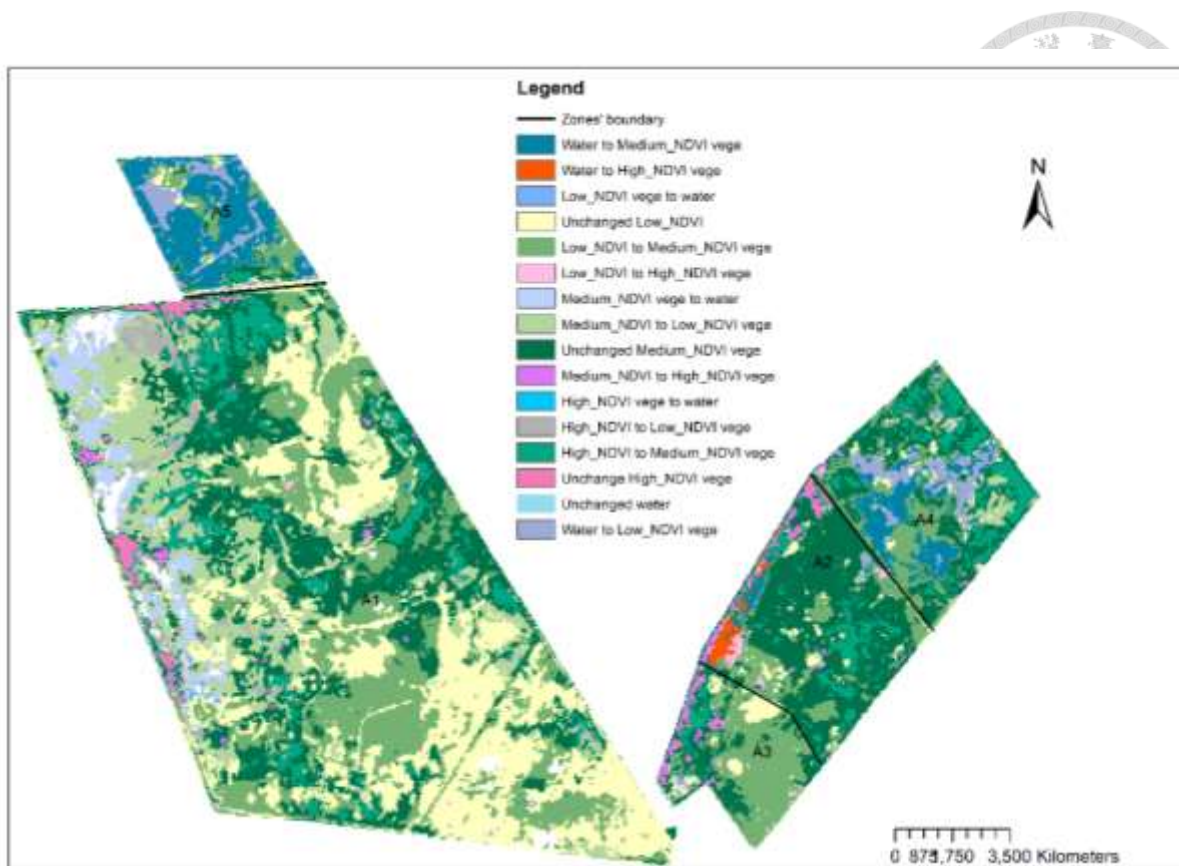 Legend
Zones' boundary
Water to Medium_NDVI vege
Water to High_NDVI vege
Low_NDVI vege to water
Unchanged Low_NDVI
Low_NDVI to Medium_NDVI vege
Low_NDVI to High_NDVI vege
Medium_NDVI vege to water
Medium_NDVI to Low_NDVI vege
Unchanged Medium_NDVI vege
Medium_NDVI to High_NDVI vege
High_NDVI vege to water
High_NDVI to Low_NDVI vege
High_NDVI to Medium_NDVI vege
Unchange High_NDVI vege
Unchanged water
Water to Low_NDVI vege
N
A5
A4
A2
A1
A3
0 875 1,750 3,500 Kilometers